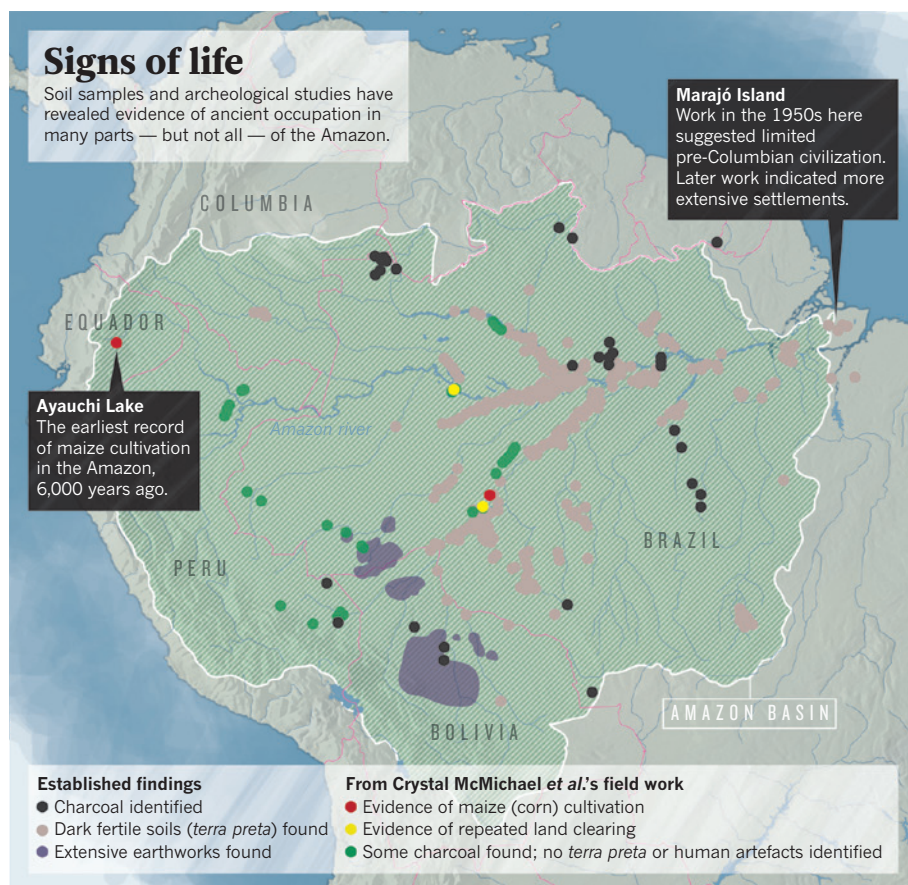 Signs of life
Soil samples and archeological studies have
revealed evidence of ancient occupation in
many parts — but not all — of the Amazon.
Marajó Island
Work in the 1950s here
suggested limited
pre-Columbian civilization.
Later work indicated more
extensive settlements.
COLUMBIA
EQUADOR
Ayauchi Lake
The earliest record
of maize cultivation
in the Amazon,
6,000 years ago.
Amazon river
BRAZIL
PERU
AMAZON BASIN
BOLIVIA
Established findings
Charcoal identified
Dark fertile soils (terra preta) found
Extensive earthworks found
From Crystal McMichael et al.'s field work
Evidence of maize (corn) cultivation
Evidence of repeated land clearing
Some charcoal found; no terra preta or human artefacts identified